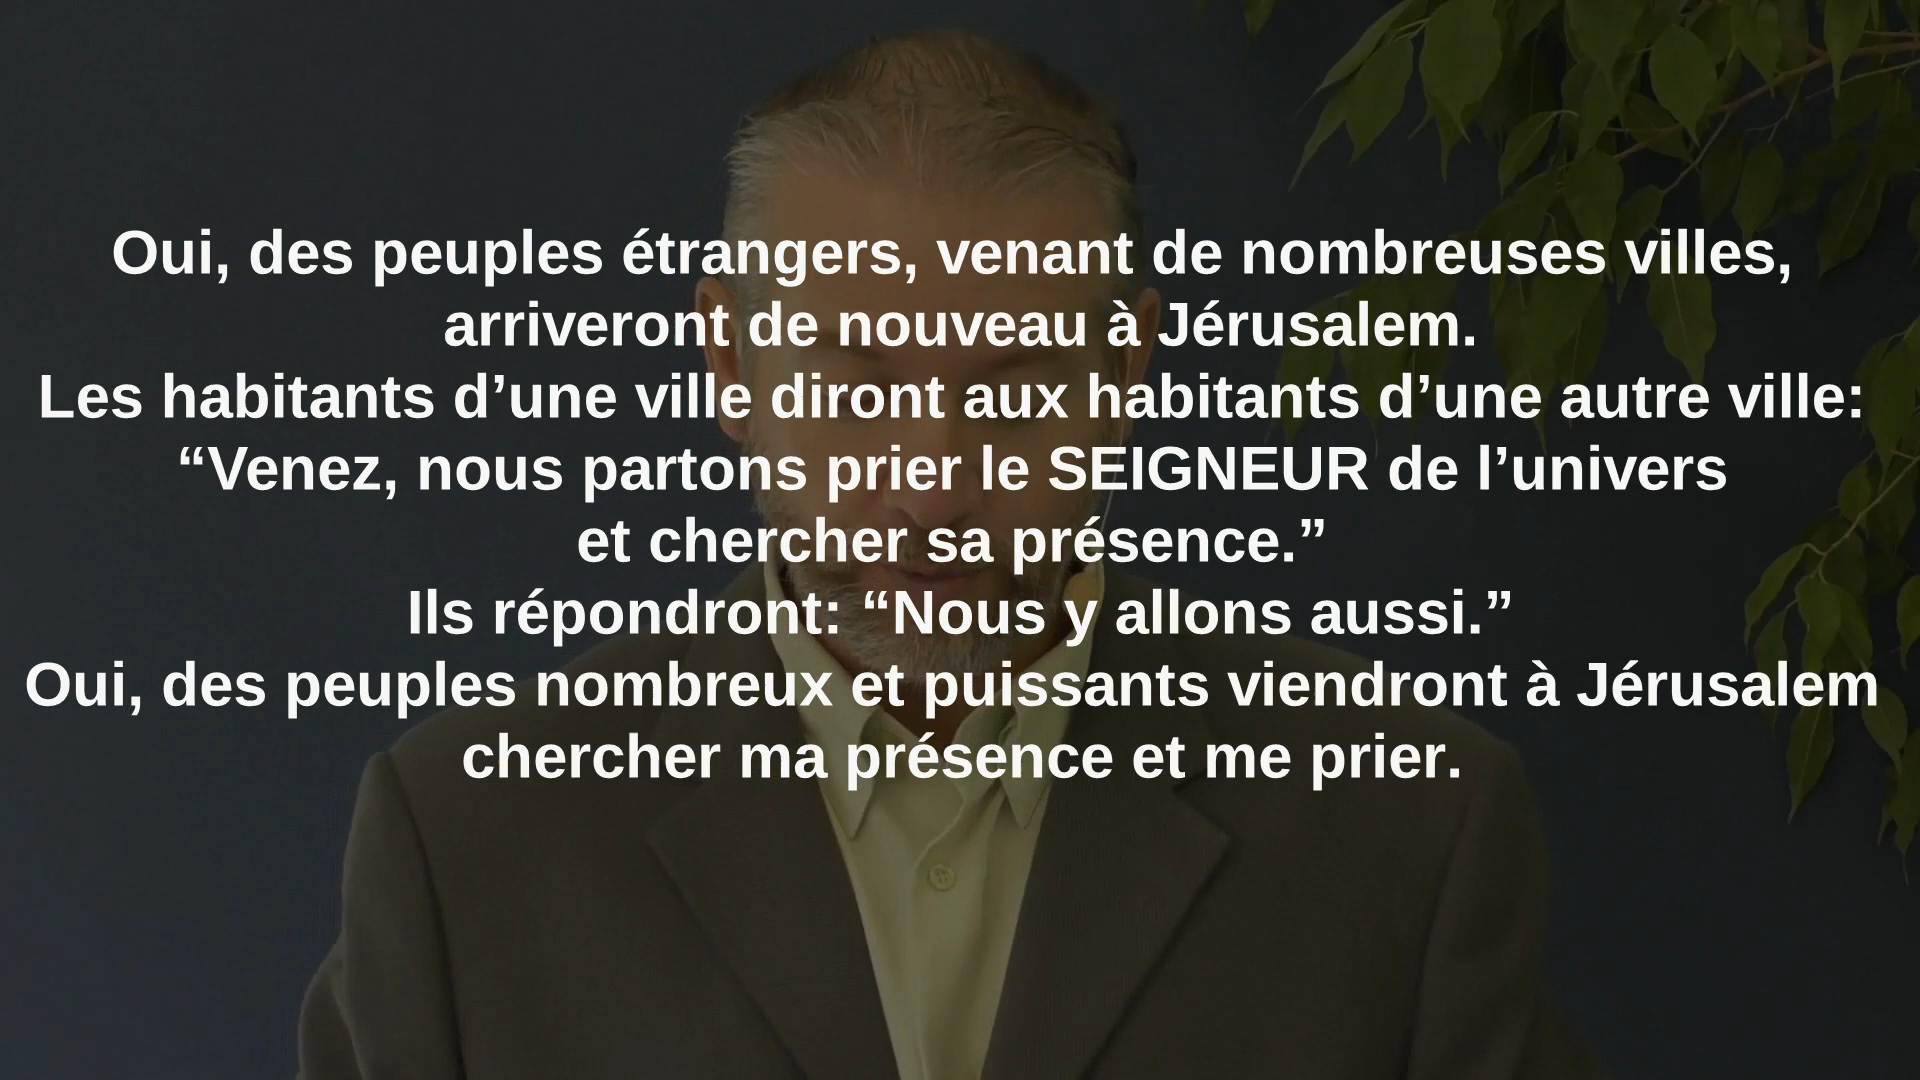 Oui, des peuples étrangers, venant de nombreuses villes,
arriveront de nouveau à Jérusalem.
Les habitants d’une ville diront aux habitants d’une autre ville:
“Venez, nous partons prier le SEIGNEUR de l’univers
et chercher sa présence.”
Ils répondront: “Nous y allons aussi.”
Oui, des peuples nombreux et puissants viendront à Jérusalem
chercher ma présence et me prier.